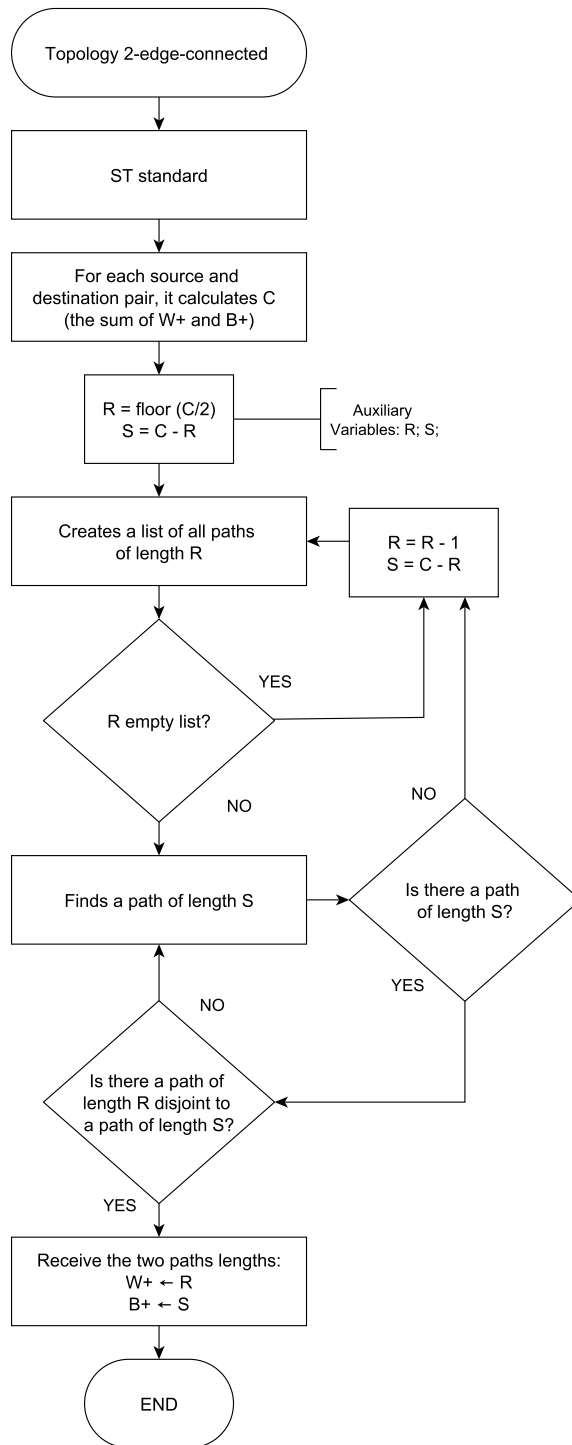 Topology 2-edge-connected
ST standard
For each source and
destination pair, it calculates C
(the sum of W+ and B+)
R = floor (C/2)
S = C - R
Auxiliary
Variables: R; S;
Creates a list of all paths
of length R
R = R - 1
S = C - R
YES
R empty list?
NO
NO
Finds a path of length S
Is there a path
of length S?
YES
NO
Is there a path of
length R disjoint to
a path of length S?
YES
Receive the two paths lengths:
W+ ← R
B+ ← S
END